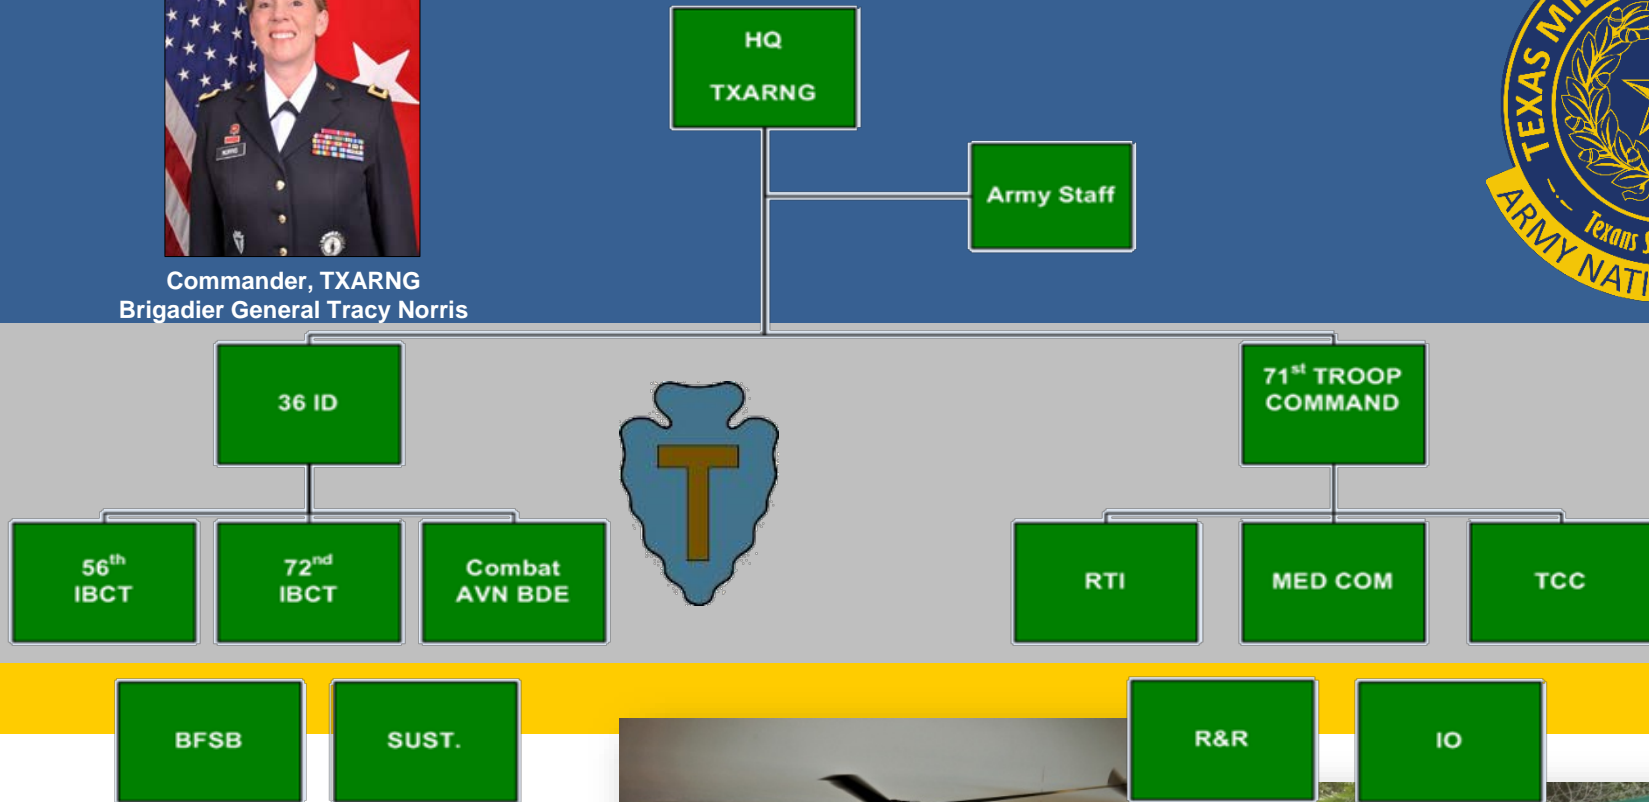 HQ
TXARNG
Army Staff
TEXAS
ARMY
Texans
Commander, TXARNG
Brigadier General Tracy Norris
36 ID
71st TROOP
COMMAND
56th
IBCT
72nd
IBCT
Combat
AVN BDE
T
RTI
MED COM
TCC
BFSB
SUST.
R&R
IO